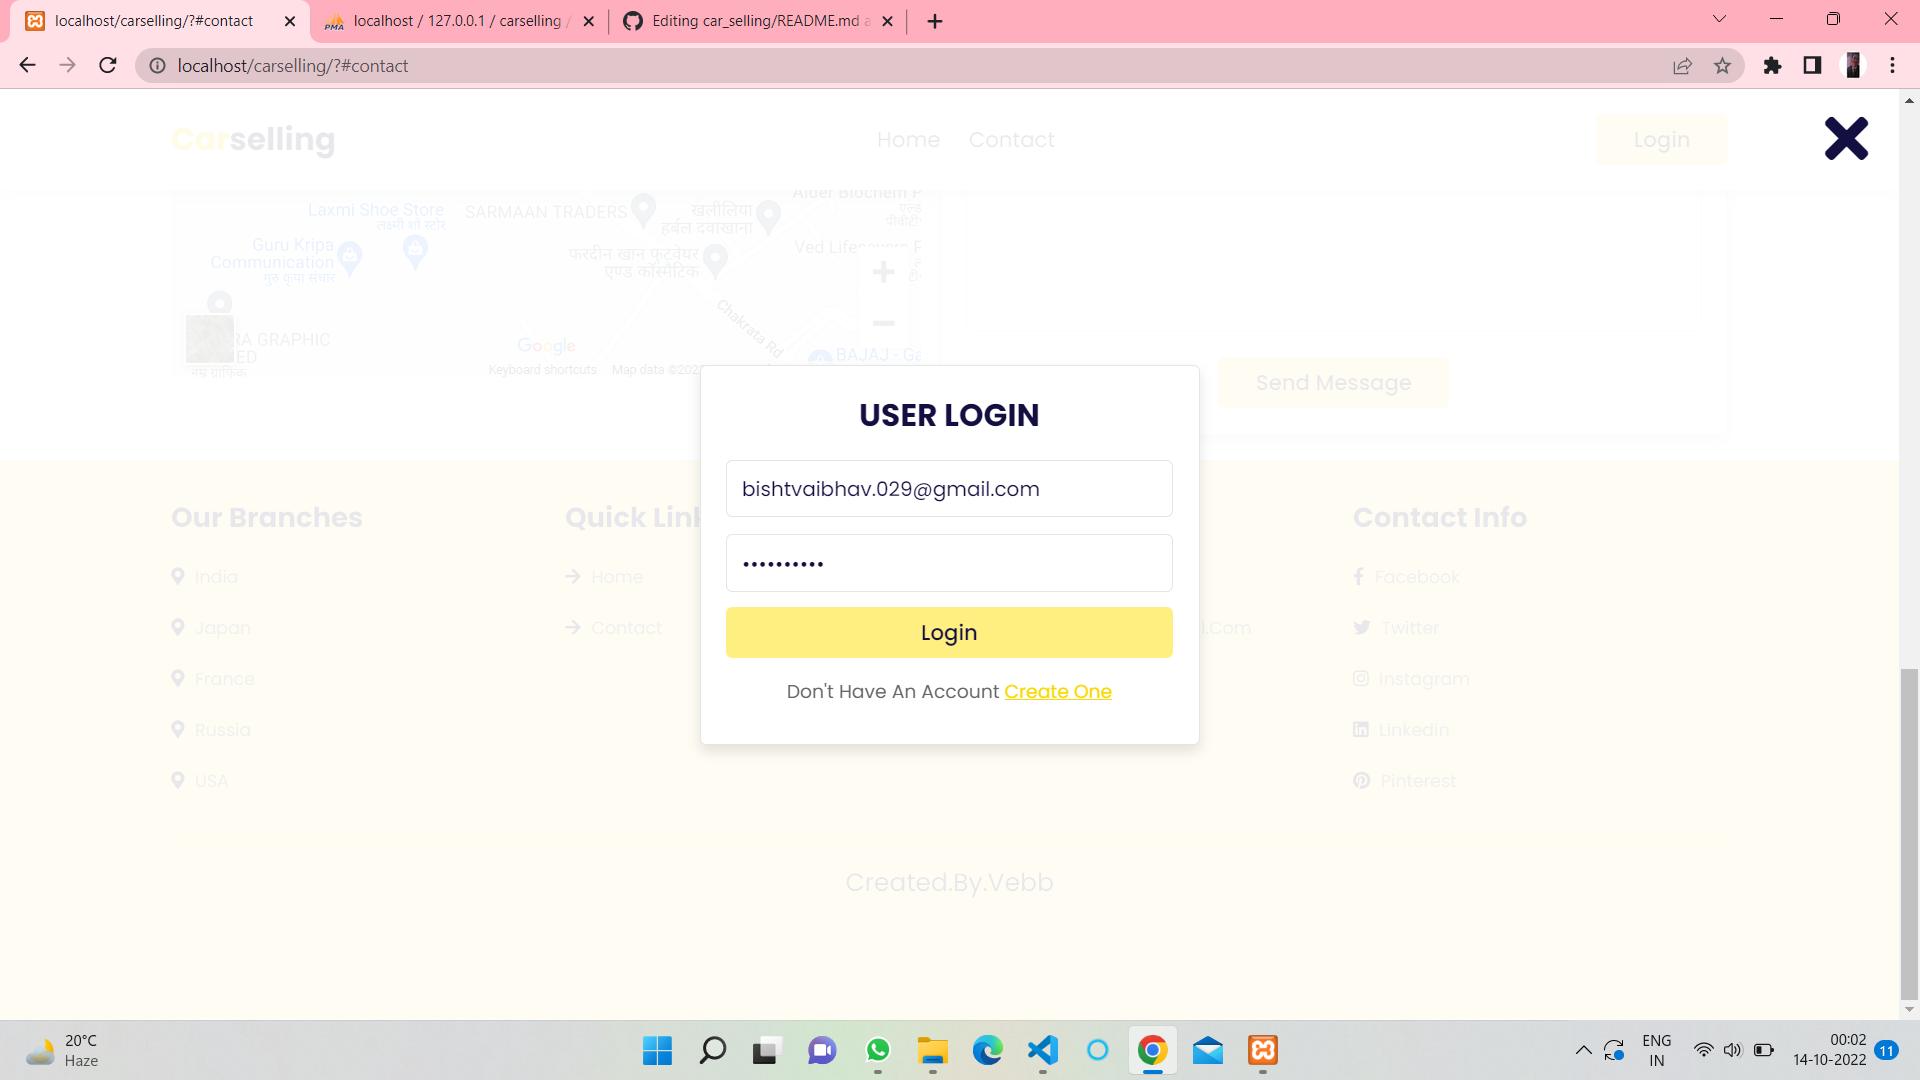 localhost/carselling/?#contact
localhost / 127.0.0.1 / carselling /
Editing car_selling/README.md a
localhost/carselling/?#contact
Carselling
Home Contact
Login
Laxmi Shoe Store
लक्ष्मी शो स्टोर
SARMAAN TRADERS
खलीलिया
हर्बल दवाखाना
Alder Biochem P
Guru Kripa
Communication
गुरु कृपा संचार
फरदीन खान फुटवेयर
एण्ड कॉस्मैटिक
Ved Lifesavers P
RA GRAPHIC
ED
नम्र ग्राफिक
Chakrata Rd
BAJAJ - Ga
Google
Keyboard shortcuts
Map data ©202
Send Message
USER LOGIN
bishtvaibhav.029@gmail.com
••••••••••
Login
Don't Have An Account Create One
Our Branches
India
Japan
France
Russia
USA
Quick Link
Home
Contact
l.Com
Contact Info
Facebook
Twitter
Instagram
Linkedin
Pinterest
Created.By.Vebb
20°C
Haze
ENG
IN
00:02
14-10-2022
11